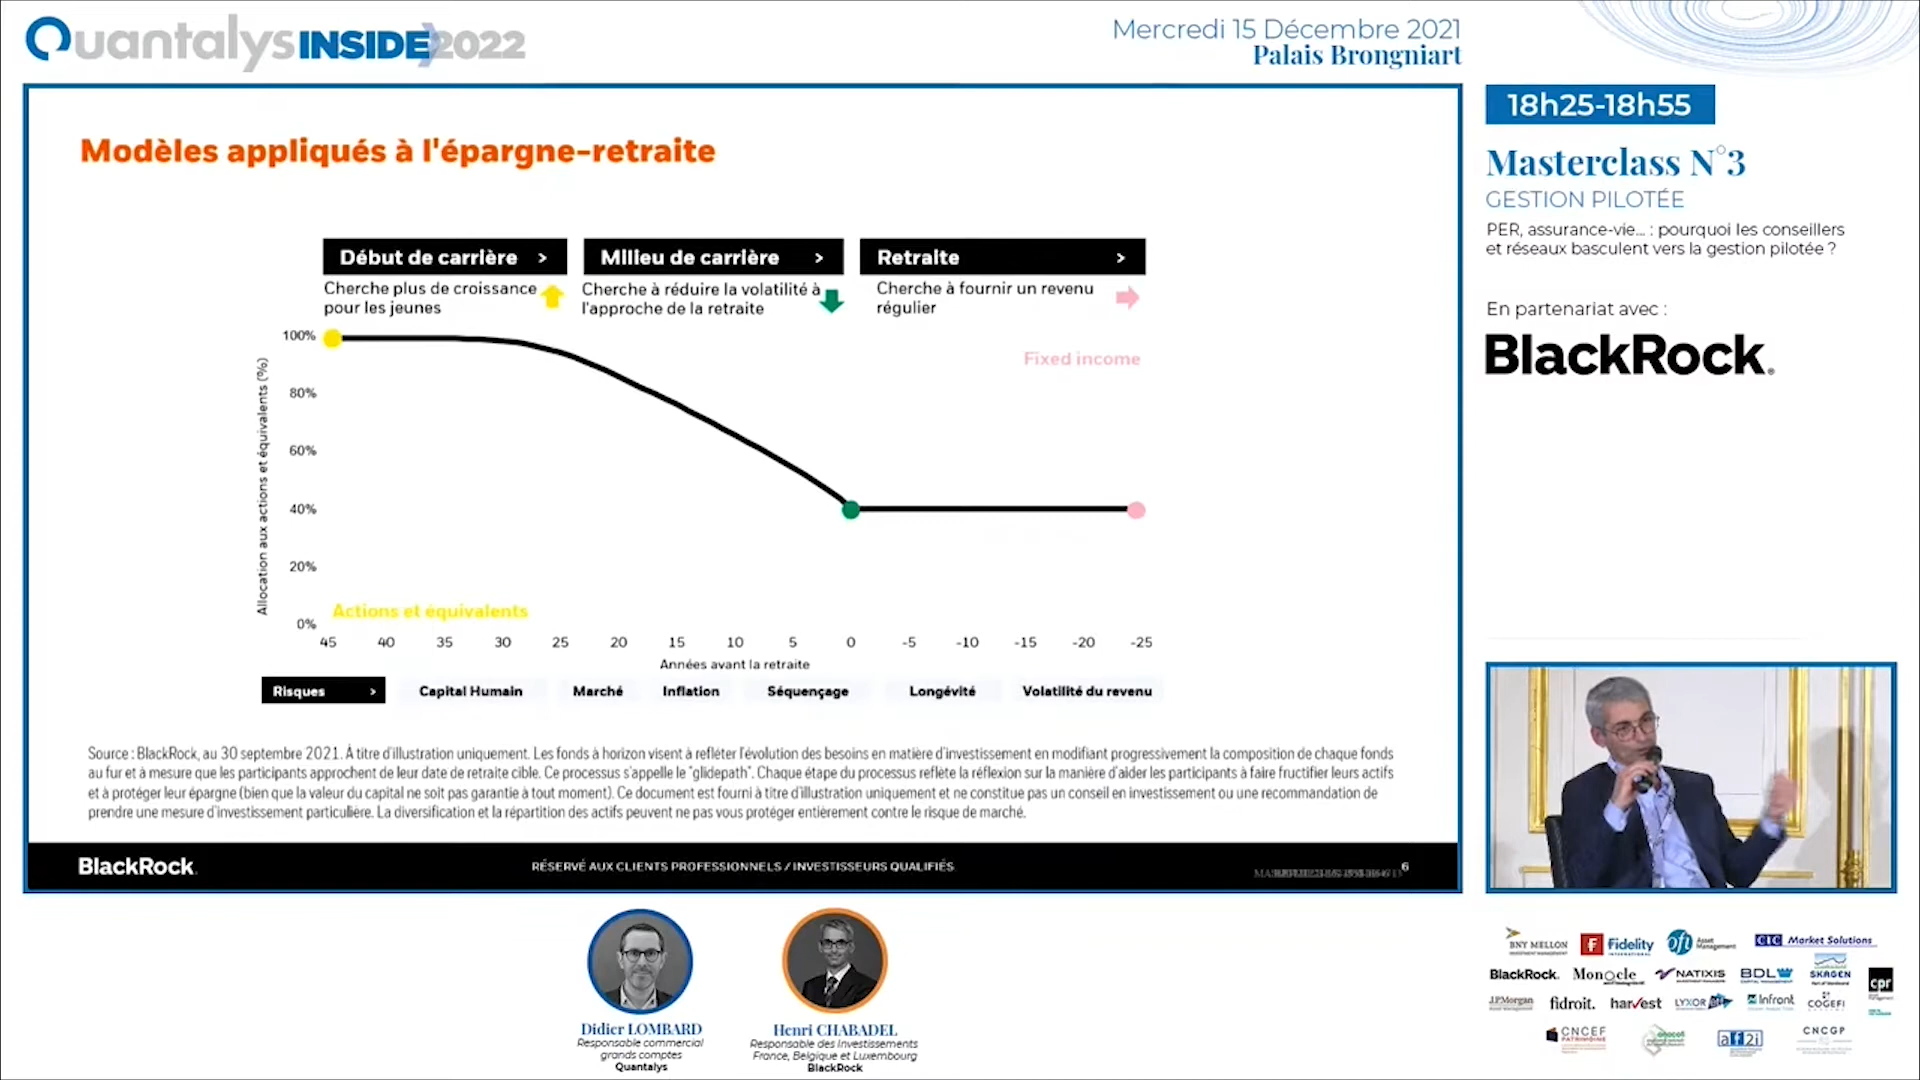 Quantalys INSIDE 2022
Mercredi 15 Décembre 2021
Palais Brongniart
Modèles appliqués à l'épargne-retraite
Début de carrière >
Milieu de carrière >
Retraite >
Cherche plus de croissance
pour les jeunes
Cherche à réduire la volatilité à
l'approche de la retraite
Cherche à fournir un revenu
régulier
Allocation aux actions et équivalents (%)
100%
80%
60%
40%
20%
0%
Fixed income
Actions et équivalents
45 40 35 30 25 20 15 10 5 0 -5 -10 -15 -20 -25
Années avant la retraite
Risques > Capital Humain Marché Inflation Séquençage Longévité Volatilité du revenu
Source : BlackRock, au 30 septembre 2021. À titre d'illustration uniquement. Les fonds à horizon visent à refléter l'évolution des besoins en matière d'investissement en modifiant progressivement la composition de chaque fonds
au fur et à mesure que les participants approchent de leur date de retraite cible. Ce processus s'appelle le "glidepath". Chaque étape du processus reflète la réflexion sur la manière d'aider les participants à faire fructifier leurs actifs
et à protéger leur épargne (bien que la valeur du capital ne soit pas garantie à tout moment). Ce document est fourni à titre d'illustration uniquement et ne constitue pas un conseil en investissement ou une recommandation de
prendre une mesure d'investissement particulière. La diversification et la répartition des actifs peuvent ne pas vous protéger entièrement contre le risque de marché.
BlackRock.
RÉSERVÉ AUX CLIENTS PROFESSIONNELS / INVESTISSEURS QUALIFIÉS
6
18h25-18h55
Masterclass N°3
GESTION PILOTÉE
PER, assurance-vie... : pourquoi les conseillers
et réseaux basculent vers la gestion pilotée ?
En partenariat avec :
BlackRock®
Didier LOMBARD
Responsable commercial
grands comptes
Quantalys
Henri CHABADEL
Responsable des Investissements
France, Belgique et Luxembourg
BlackRock
BNY MELLON
INVESTMENT MANAGEMENT
Fidelity
INTERNATIONAL
ofi Asset
Management
CIC Market Solutions
BlackRock.
Monocle
NATIXIS
INVESTMENT MANAGERS
BDL
CAPITAL MANAGEMENT
SKAGEN
cpr
J.P.Morgan
Asset Management
fidroit.
harvest
LYXOR
Infront
COGEFI
CNCEF
PATRIMOINE
anacofi
af2i
CNCGP